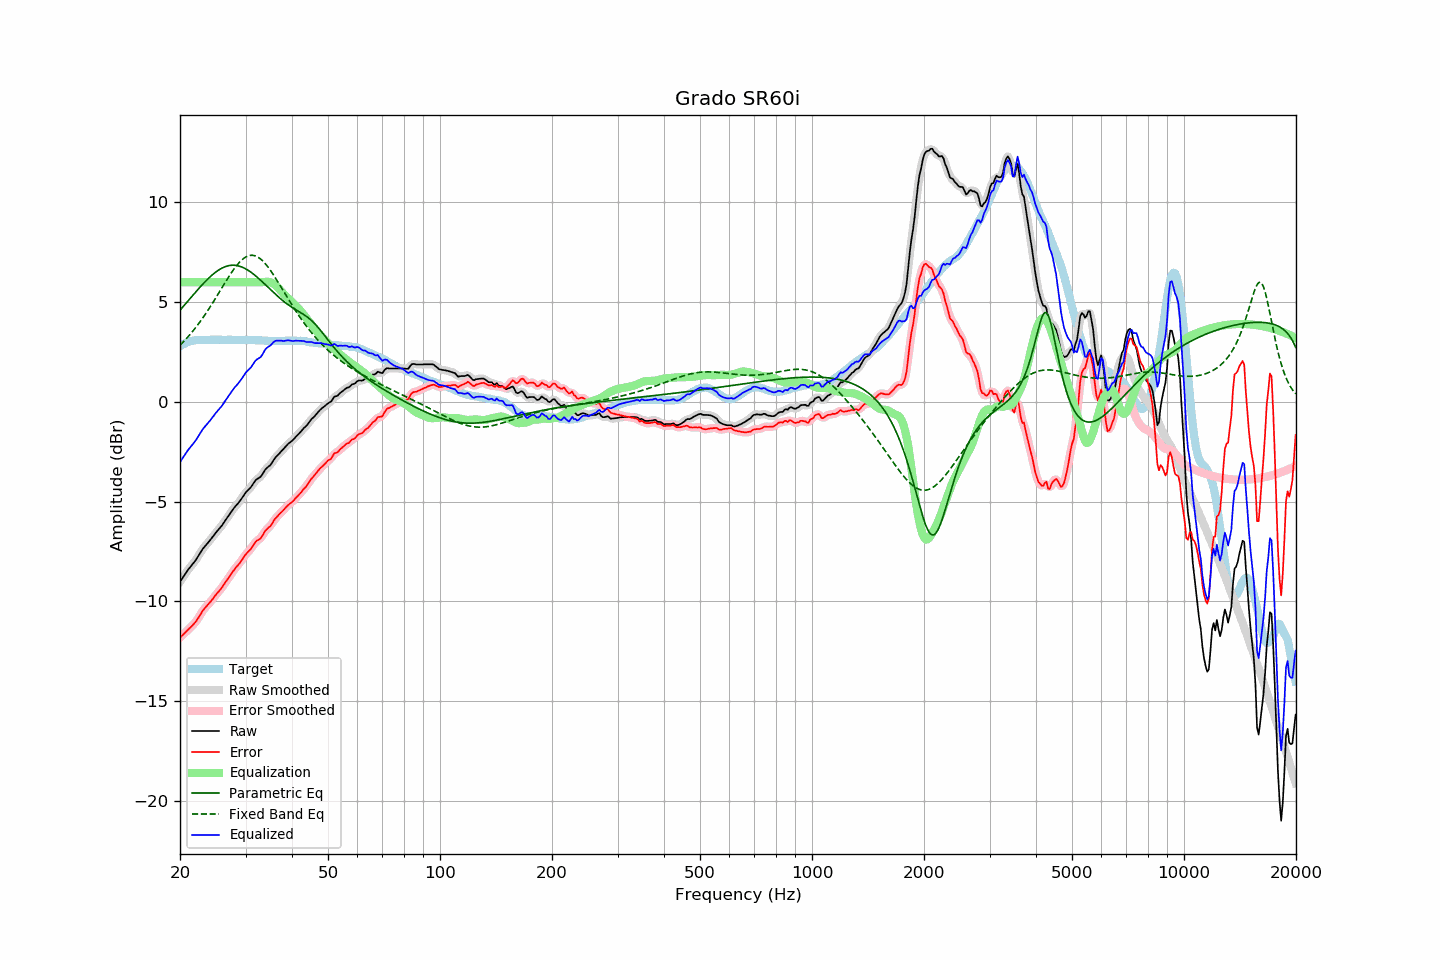 Grado SR60i
Amplitude (dBr)
10
5
0
−5
−10
−15
−20
Target
Raw Smoothed
Error Smoothed
Raw
Error
Equalization
Parametric Eq
Fixed Band Eq
Equalized
20 50 100 200 500 1000 2000 5000 10000 20000
Frequency (Hz)